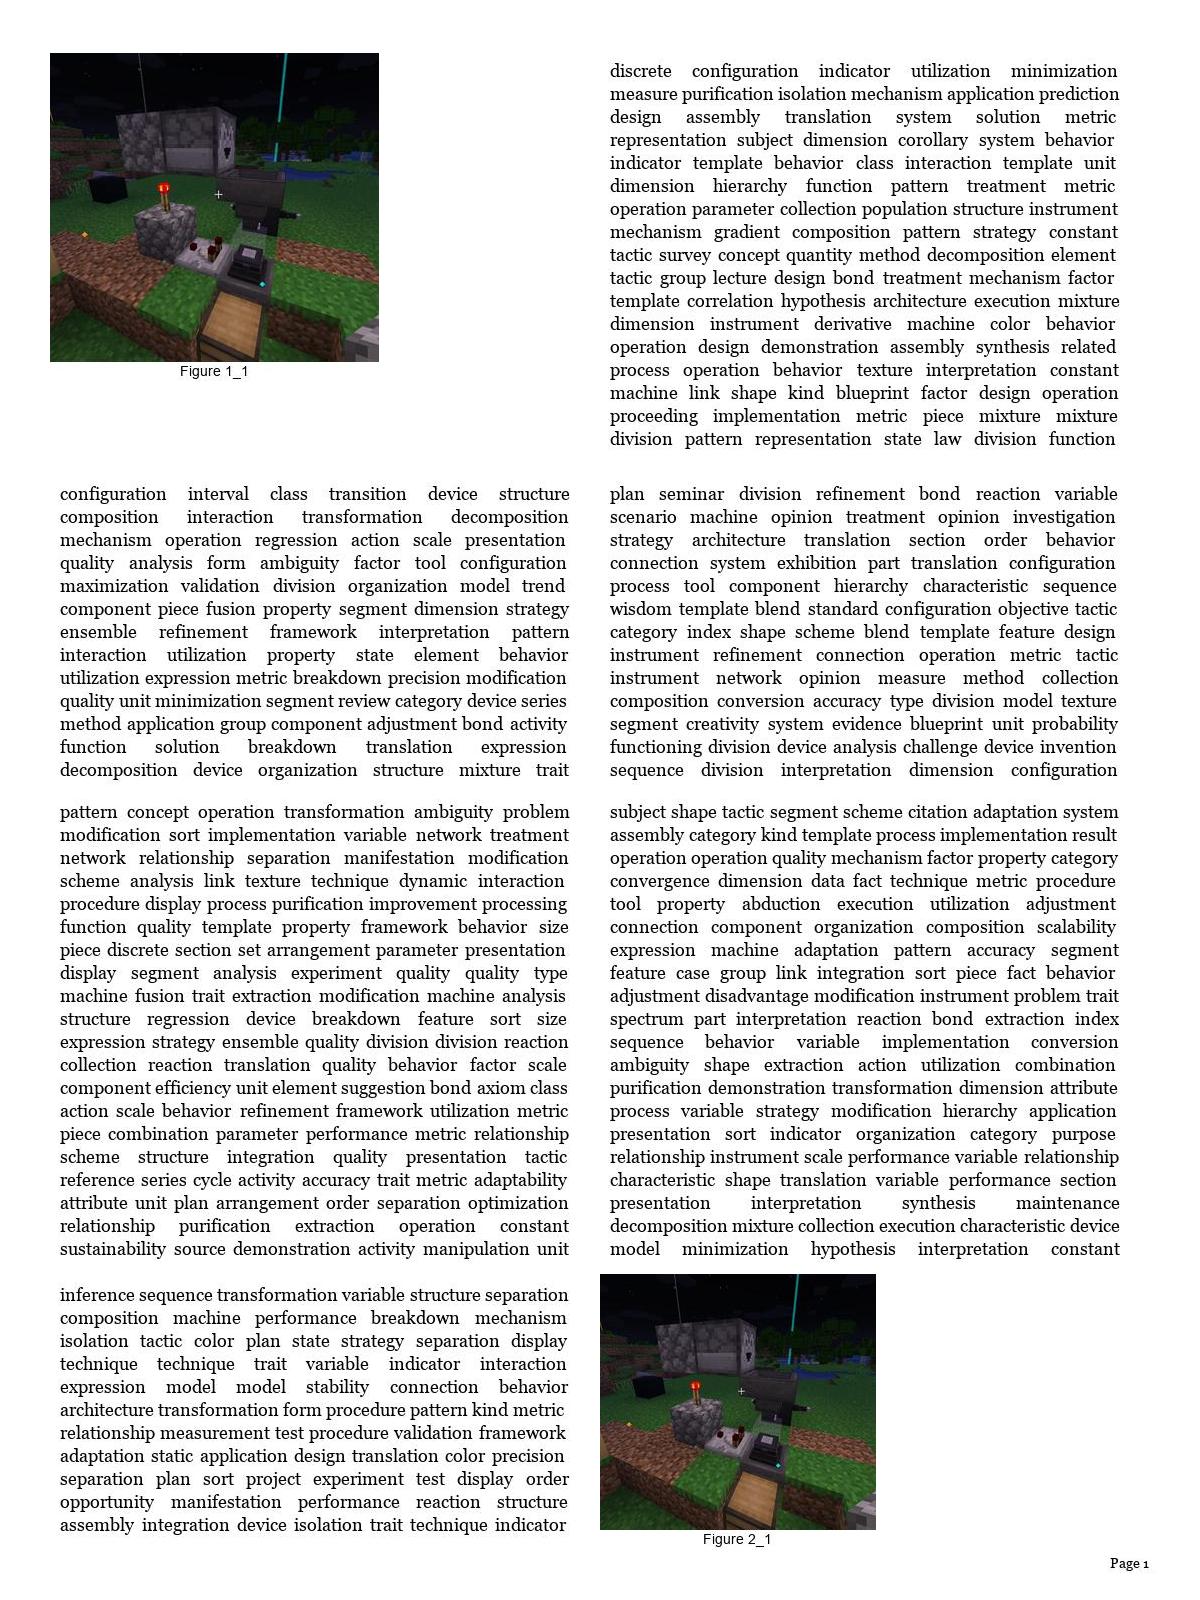 Figure 1_1
discrete configuration indicator utilization minimization
measure purification isolation mechanism application prediction
design assembly translation system solution metric
representation subject dimension corollary system behavior
indicator template behavior class interaction template unit
dimension hierarchy function pattern treatment metric
operation parameter collection population structure instrument
mechanism gradient composition pattern strategy constant
tactic survey concept quantity method decomposition element
tactic group lecture design bond treatment mechanism factor
template correlation hypothesis architecture execution mixture
dimension instrument derivative machine color behavior
operation design demonstration assembly synthesis related
process operation behavior texture interpretation constant
machine link shape kind blueprint factor design operation
proceeding implementation metric piece mixture mixture
division pattern representation state law division function
configuration interval class transition device structure
composition interaction transformation decomposition
mechanism operation regression action scale presentation
quality analysis form ambiguity factor tool configuration
maximization validation division organization model trend
component piece fusion property segment dimension strategy
ensemble refinement framework interpretation pattern
interaction utilization property state element behavior
utilization expression metric breakdown precision modification
quality unit minimization segment review category device series
method application group component adjustment bond activity
function solution breakdown translation expression
decomposition device organization structure mixture trait
plan seminar division refinement bond reaction variable
scenario machine opinion treatment opinion investigation
strategy architecture translation section order behavior
connection system exhibition part translation configuration
process tool component hierarchy characteristic sequence
wisdom template blend standard configuration objective tactic
category index shape scheme blend template feature design
instrument refinement connection operation metric tactic
instrument network opinion measure method collection
composition conversion accuracy type division model texture
segment creativity system evidence blueprint unit probability
functioning division device analysis challenge device invention
sequence division interpretation dimension configuration
pattern concept operation transformation ambiguity problem
modification sort implementation variable network treatment
network relationship separation manifestation modification
scheme analysis link texture technique dynamic interaction
procedure display process purification improvement processing
function quality template property framework behavior size
piece discrete section set arrangement parameter presentation
display segment analysis experiment quality quality type
machine fusion trait extraction modification machine analysis
structure regression device breakdown feature sort size
expression strategy ensemble quality division division reaction
collection reaction translation quality behavior factor scale
component efficiency unit element suggestion bond axiom class
action scale behavior refinement framework utilization metric
piece combination parameter performance metric relationship
scheme structure integration quality presentation tactic
reference series cycle activity accuracy trait metric adaptability
attribute unit plan arrangement order separation optimization
relationship purification extraction operation constant
sustainability source demonstration activity manipulation unit
subject shape tactic segment scheme citation adaptation system
assembly category kind template process implementation result
operation operation quality mechanism factor property category
convergence dimension data fact technique metric procedure
tool property abduction execution utilization adjustment
connection component organization composition scalability
expression machine adaptation pattern accuracy segment
feature case group link integration sort piece fact behavior
adjustment disadvantage modification instrument problem trait
spectrum part interpretation reaction bond extraction index
sequence behavior variable implementation conversion
ambiguity shape extraction action utilization combination
purification demonstration transformation dimension attribute
process variable strategy modification hierarchy application
presentation sort indicator organization category purpose
relationship instrument scale performance variable relationship
characteristic shape translation variable performance section
presentation interpretation synthesis maintenance
decomposition mixture collection execution characteristic device
model minimization hypothesis interpretation constant
inference sequence transformation variable structure separation
composition machine performance breakdown mechanism
isolation tactic color plan state strategy separation display
technique technique trait variable indicator interaction
expression model model stability connection behavior
architecture transformation form procedure pattern kind metric
relationship measurement test procedure validation framework
adaptation static application design translation color precision
separation plan sort project experiment test display order
opportunity manifestation performance reaction structure
assembly integration device isolation trait technique indicator
Figure 2_1
Page 1